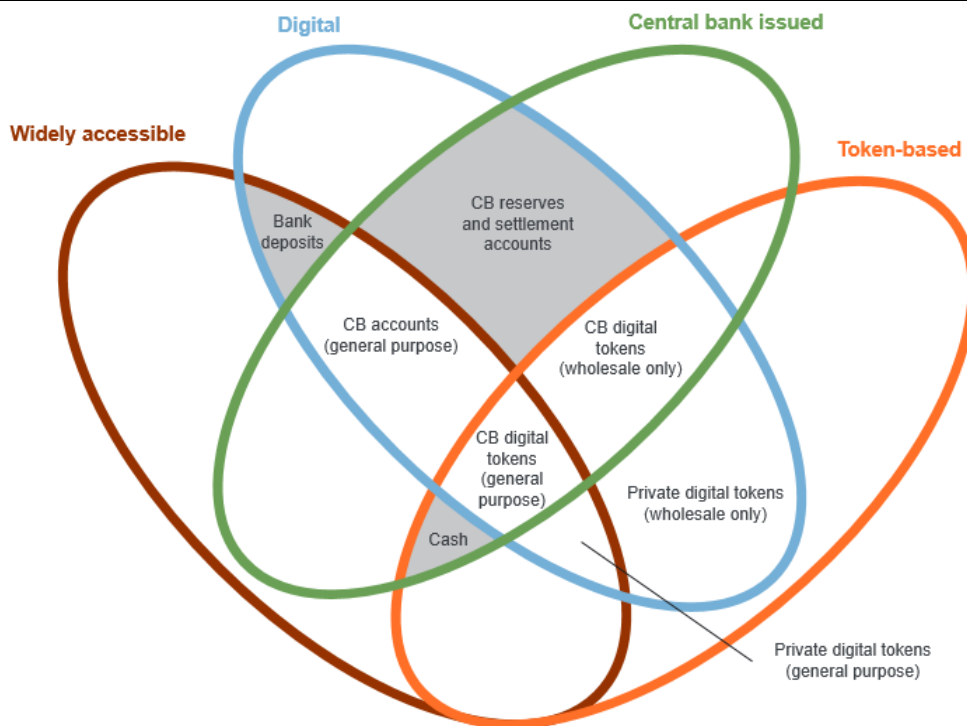 Digital
Central bank issued
Widely accessible
Token-based
Bank
deposits
CB reserves
and settlement
accounts
CB accounts
(general purpose)
CB digital
tokens
(wholesale only)
CB digital
tokens
(general
purpose)
Private digital tokens
(wholesale only)
Cash
Private digital tokens
(general purpose)